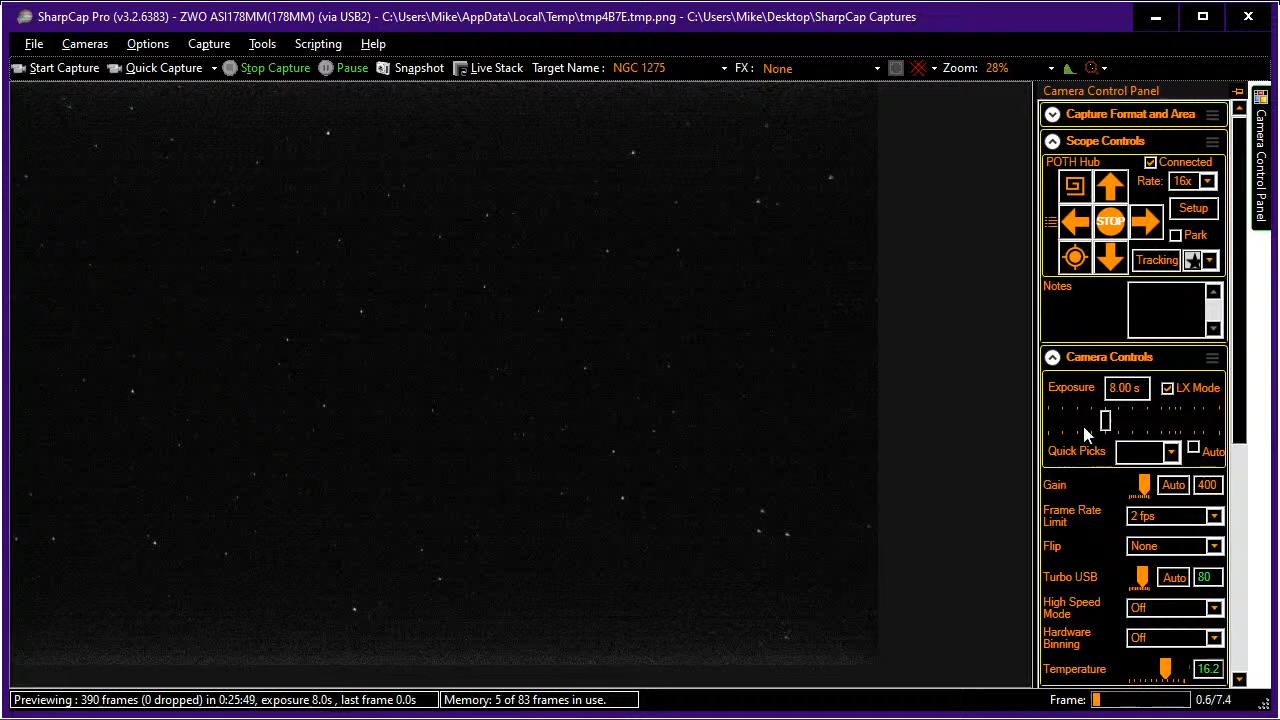 SharpCap Pro (v3.2.6383) - ZWO ASI178MM(178MM) (via USB2) - C:\Users\Mike\AppData\Local\Temp\tmp4B7E.tmp.png - C:\Users\Mike\Desktop\SharpCap Captures
File Cameras Options Capture Tools Scripting Help
Start Capture Quick Capture Stop Capture Pause Snapshot Live Stack Target Name: NGC 1275 FX: None Zoom: 28%
Camera Control Panel
Camera Control Panel
Capture Format and Area
Scope Controls
POTH Hub Connected
Rate: 16x
Setup
STOP
Park
Tracking
Notes
Camera Controls
Exposure 8.00 s LX Mode
Quick Picks Auto
Gain Auto 400
Frame Rate
Limit
2 fps
Flip None
Turbo USB Auto 80
High Speed
Mode
Off
Hardware
Binning
Off
Temperature 16.2
Previewing : 390 frames (0 dropped) in 0:25:49, exposure 8.0s , last frame 0.0s Memory: 5 of 83 frames in use. Frame: 0.6/7.4